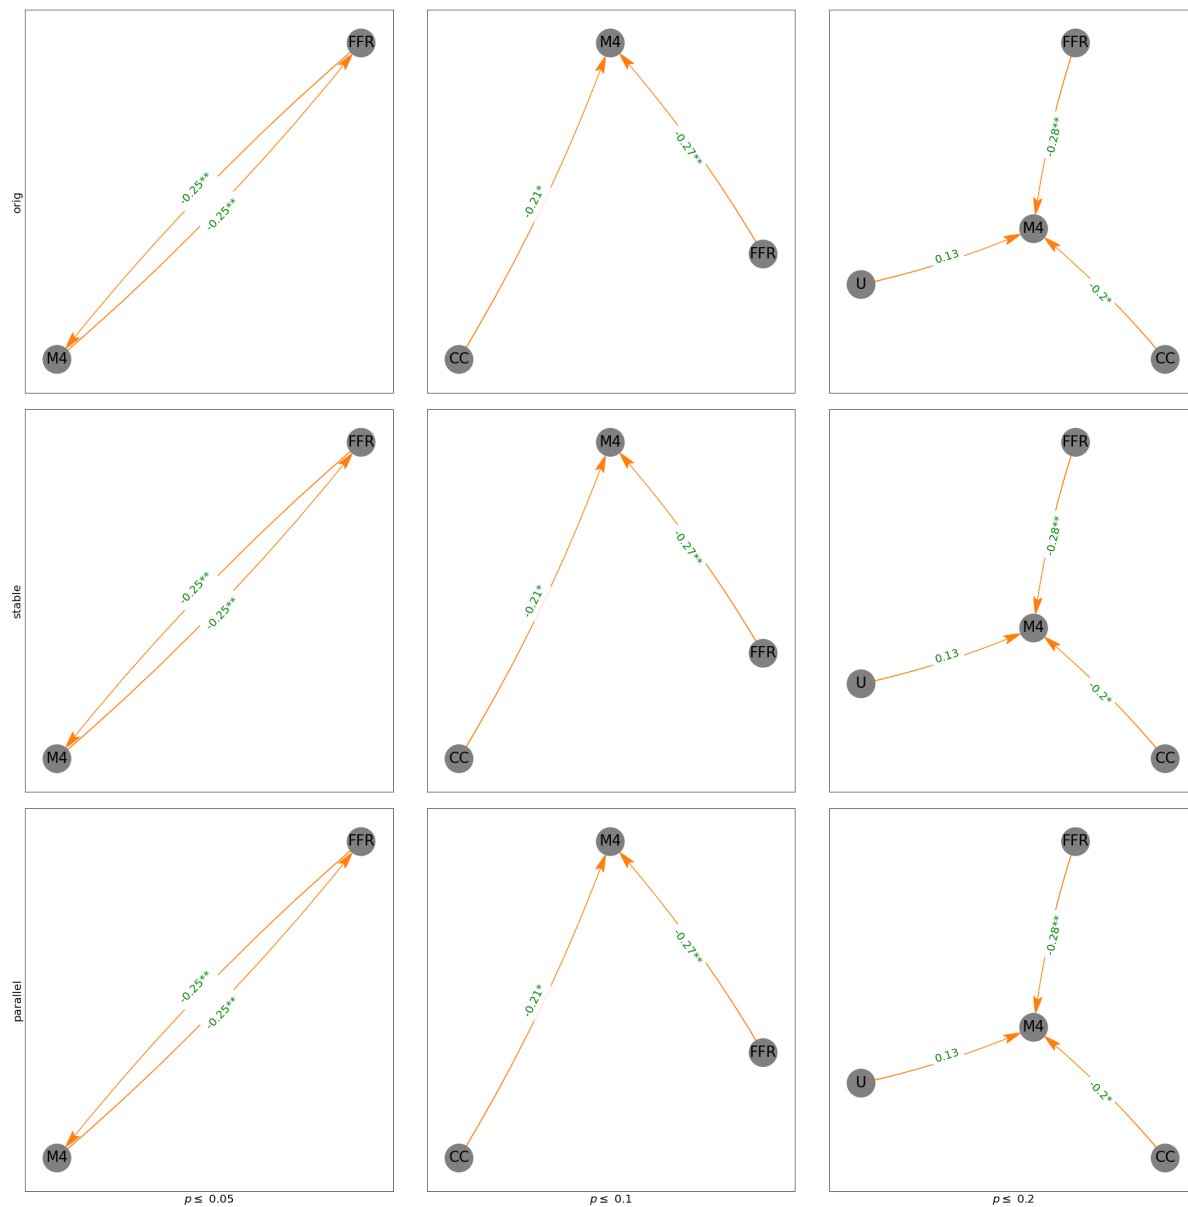 FFR
-0.25**
-0.25**
M4
orig
M4
-0.27**
-0.21*
FFR
CC
FFR
-0.28**
M4
0.13
U
-0.2*
CC
FFR
-0.25**
-0.25**
M4
stable
M4
-0.27**
-0.21*
FFR
CC
FFR
-0.28**
M4
0.13
U
-0.2*
CC
FFR
-0.25**
-0.25**
M4
parallel
p ≤ 0.05
M4
-0.27**
-0.21*
FFR
CC
p ≤ 0.1
FFR
-0.28**
M4
0.13
U
-0.2*
CC
p ≤ 0.2